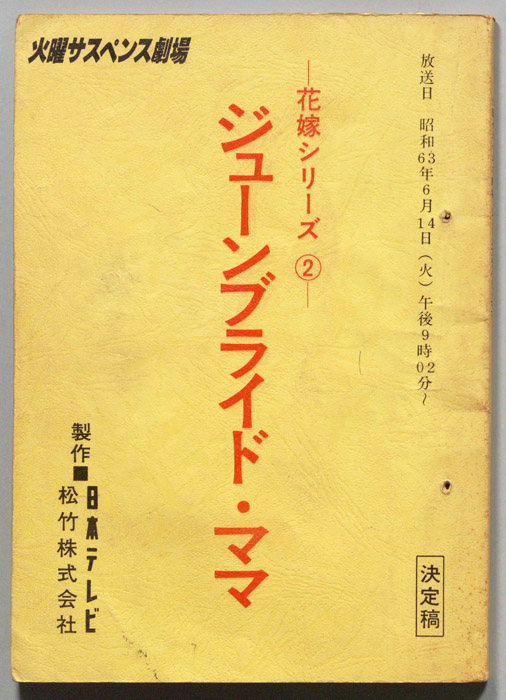 火曜サスペンス劇場
放送日 昭和63年6月14日(火)午後9時02分~
―花嫁シリーズ②―
ジューンブライド・ママ
製作■日本テレビ
松竹株式会社
決定稿